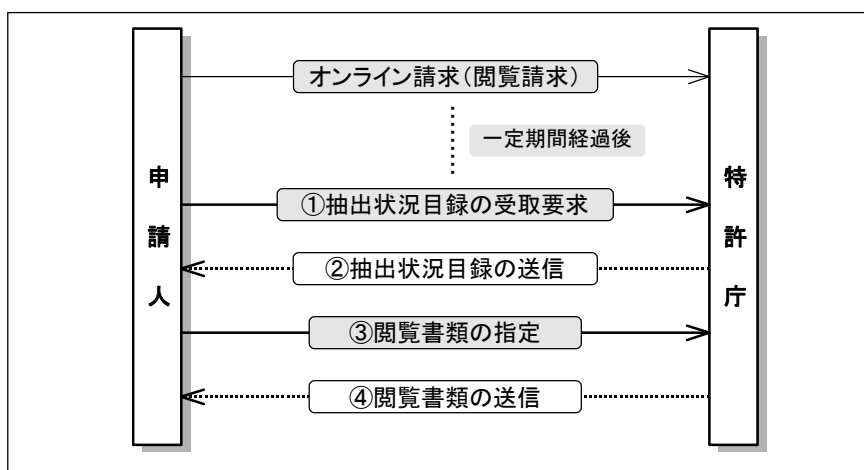 オンライン請求（閲覧請求）
一定期間経過後
申請人
特許庁
①抽出状況目録の受取要求
②抽出状況目録の送信
③閲覧書類の指定
④閲覧書類の送信